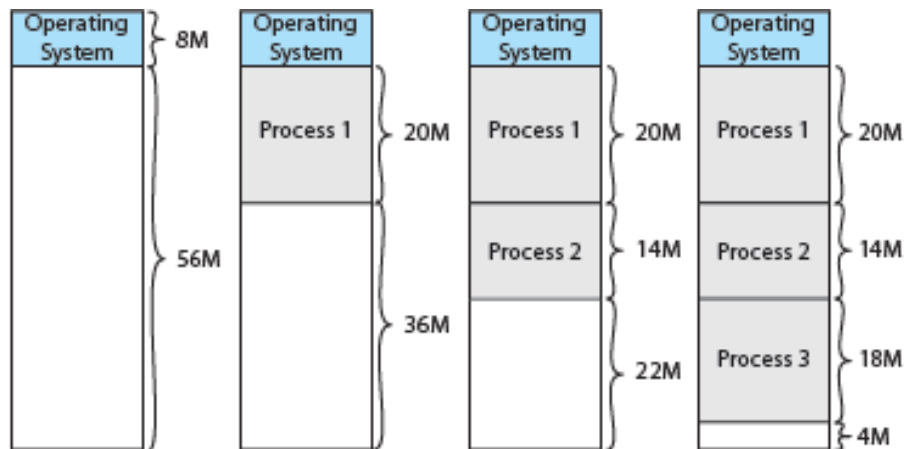 Operating
System
8M
56M
Operating
System
Process 1
20M
36M
Operating
System
Process 1
20M
Process 2
14M
22M
Operating
System
Process 1
20M
Process 2
14M
Process 3
18M
4M